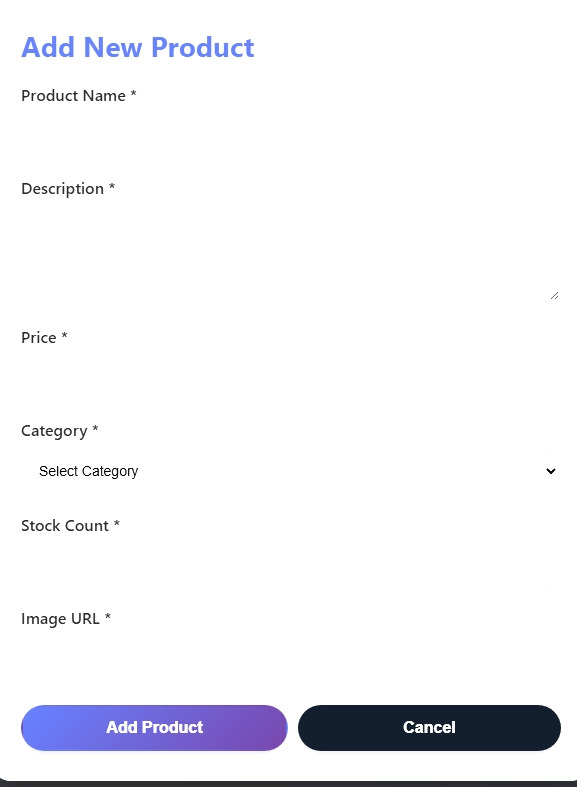 Add New Product
Product Name *
Description *
Price *
Category *
Select Category
Stock Count *
Image URL *
Add Product
Cancel